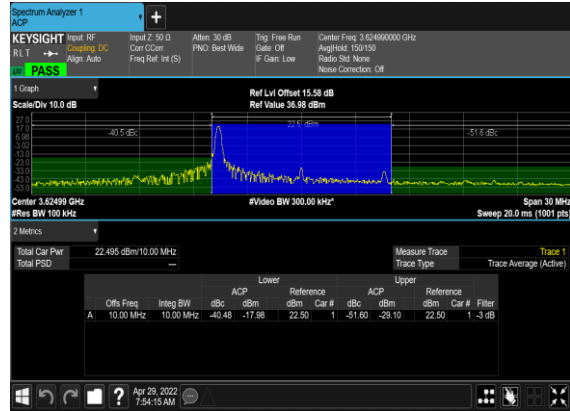 Spectrum Analyzer 1
ACP
+
KEYSIGHT Input: RF Input Z: 50 Ω Atten: 30 dB Trig: Free Run Center Freq: 3.624990000 GHz
RLT Coupling: DC Corr CCorr PNO: Best Wide Gate: Off Avg|Hold: 150/150
Align: Auto Freq Ref: Int (S) IF Gain: Low Radio Std: None
LXI PASS Noise Correction: Off
1 Graph Ref Lvl Offset 15.58 dB
Scale/Div 10.0 dB Ref Value 36.98 dBm
27.0
22.5 dBm
17.0
-40.5 dBc -51.6 dBc
6.98
-3.02
-13.0
-23.0
-33.0
-43.0
-53.0
Center 3.62499 GHz #Video BW 300.00 kHz* Span 30 MHz
#Res BW 100 kHz Sweep 20.0 ms (1001 pts)
2 Metrics
Total Car Pwr 22.495 dBm/10.00 MHz Measure Trace Trace 1
Total PSD --- Trace Type Trace Average (Active)
Lower Upper
ACP Reference ACP Reference
Offs Freq Integ BW dBc dBm dBm Car # dBc dBm dBm Car # Filter
A 10.00 MHz 10.00 MHz -40.48 -17.98 22.50 1 -51.60 -29.10 22.50 1 -3 dB
? Apr 29, 2022
7:54:15 AM